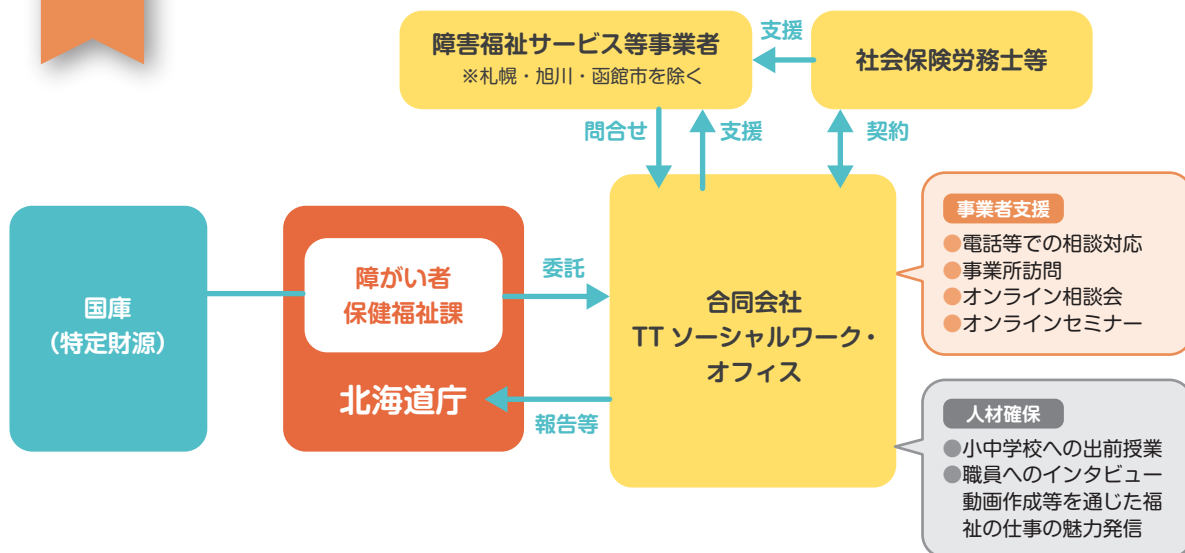 障害福祉サービス等事業者
※札幌・旭川・函館市を除く
支援
社会保険労務士等
問合せ
支援
契約
国庫
（特定財源）
障がい者
保健福祉課
北海道庁
委託
報告等
合同会社
TT ソーシャルワーク・
オフィス
事業者支援
●電話等での相談対応
●事業所訪問
●オンライン相談会
●オンラインセミナー
人材確保
●小中学校への出前授業
●職員へのインタビュー
動画作成等を通じた福
祉の仕事の魅力発信